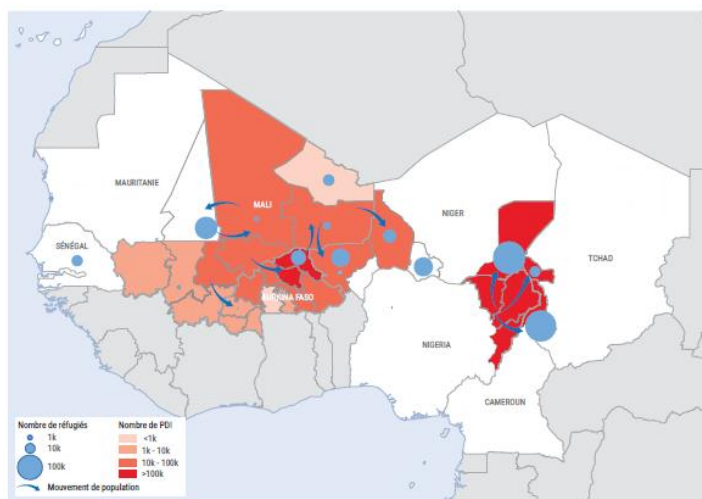 MAURITANIE
MALI
NIGER
SÉNÉGAL
TCHAD
BURKINA FASO
NIGERIA
CAMEROUN
Nombre de réfugiés
1k
10k
100k
Nombre de PDI
<1k
1k - 10k
10k - 100k
>100k
Mouvement de population